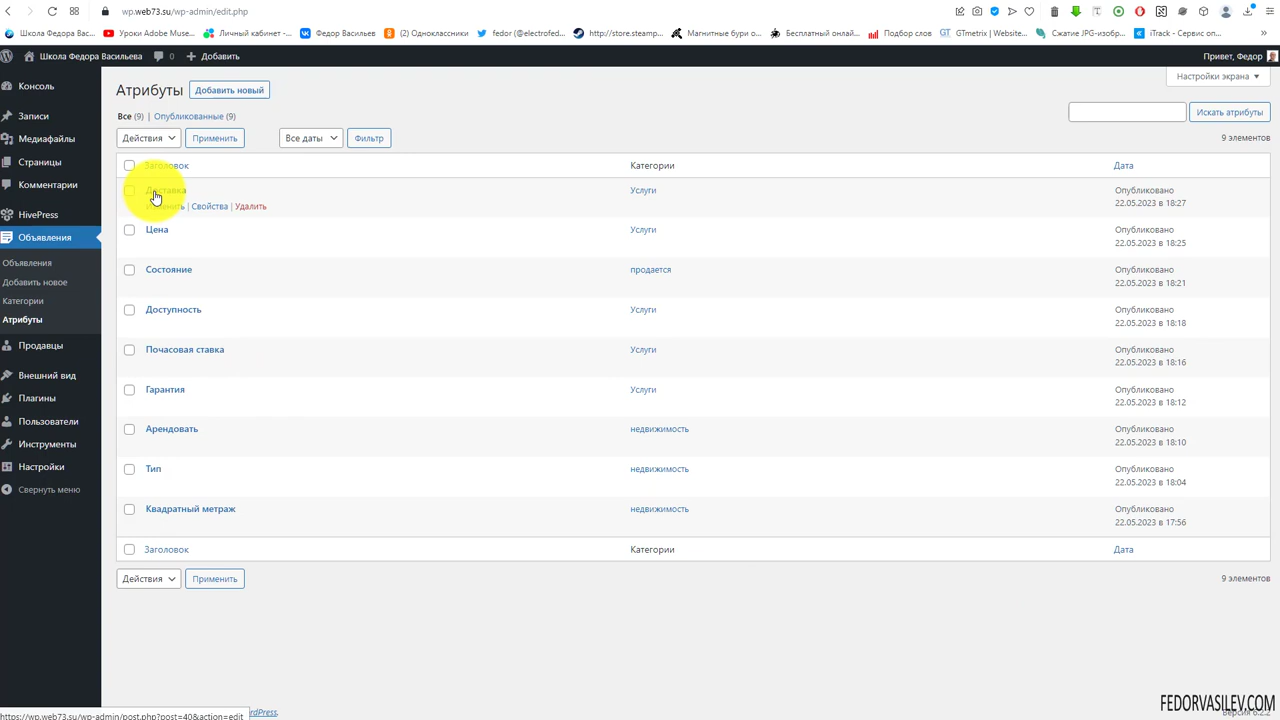 wp.web73.su/wp-admin/edit.php
Школа Федора Вас... Уроки Adobe Muse... Личный кабинет -... Федор Васильев (2) Одноклассники fedor (@electrofed... http://store.steamp... Магнитные бури о... Бесплатный онлай... Подбор слов GTmetrix | Website... Сжатие JPG-изобр... iTrack - Сервис оп... »
Школа Федора Васильева 0 Добавить Привет, Федор
Настройки экрана
Атрибуты Добавить новый
Все (9) | Опубликованные (9)
Искать атрибуты
Действия Применить Все даты Фильтр 9 элементов
Заголовок Категории Дата
Доставка Услуги Опубликовано
22.05.2023 в 18:27
Изменить | Свойства | Удалить
Цена Услуги Опубликовано
22.05.2023 в 18:25
Состояние продается Опубликовано
22.05.2023 в 18:21
Доступность Услуги Опубликовано
22.05.2023 в 18:18
Почасовая ставка Услуги Опубликовано
22.05.2023 в 18:16
Гарантия Услуги Опубликовано
22.05.2023 в 18:12
Арендовать недвижимость Опубликовано
22.05.2023 в 18:10
Тип недвижимость Опубликовано
22.05.2023 в 18:04
Квадратный метраж недвижимость Опубликовано
22.05.2023 в 17:56
Заголовок Категории Дата
Действия Применить 9 элементов
Консоль
Записи
Медиафайлы
Страницы
Комментарии
HivePress
Объявления
Объявления
Добавить новое
Категории
Атрибуты
Продавцы
Внешний вид
Плагины
Пользователи
Инструменты
Настройки
Свернуть меню
FEDORVASILEV.COM
https://wp.web73.su/wp-admin/post.php?post=40&action=edit